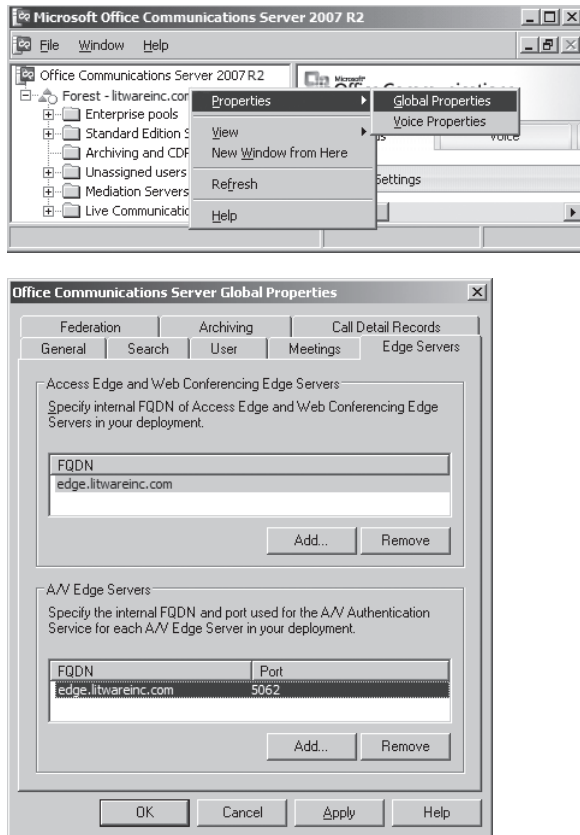 Microsoft Office Communications Server 2007 R2
File Window Help
Office Communications Server 2007 R2
Forest - litwareinc.com
Enterprise pools
Standard Edition S
Archiving and CDR
Unassigned users
Mediation Servers
Live Communicatio
Properties
View
New Window from Here
Refresh
Help
Global Properties
Voice Properties
Microsoft
Settings
Office Communications Server Global Properties
Federation Archiving Call Detail Records
General Search User Meetings Edge Servers
Access Edge and Web Conferencing Edge Servers
Specify internal FQDN of Access Edge and Web Conferencing Edge
Servers in your deployment.
FQDN
edge.litwareinc.com
Add... Remove
A/V Edge Servers
Specify the internal FQDN and port used for the A/V Authentication
Service for each A/V Edge Server in your deployment.
FQDN Port
edge.litwareinc.com 5062
Add... Remove
OK Cancel Apply Help